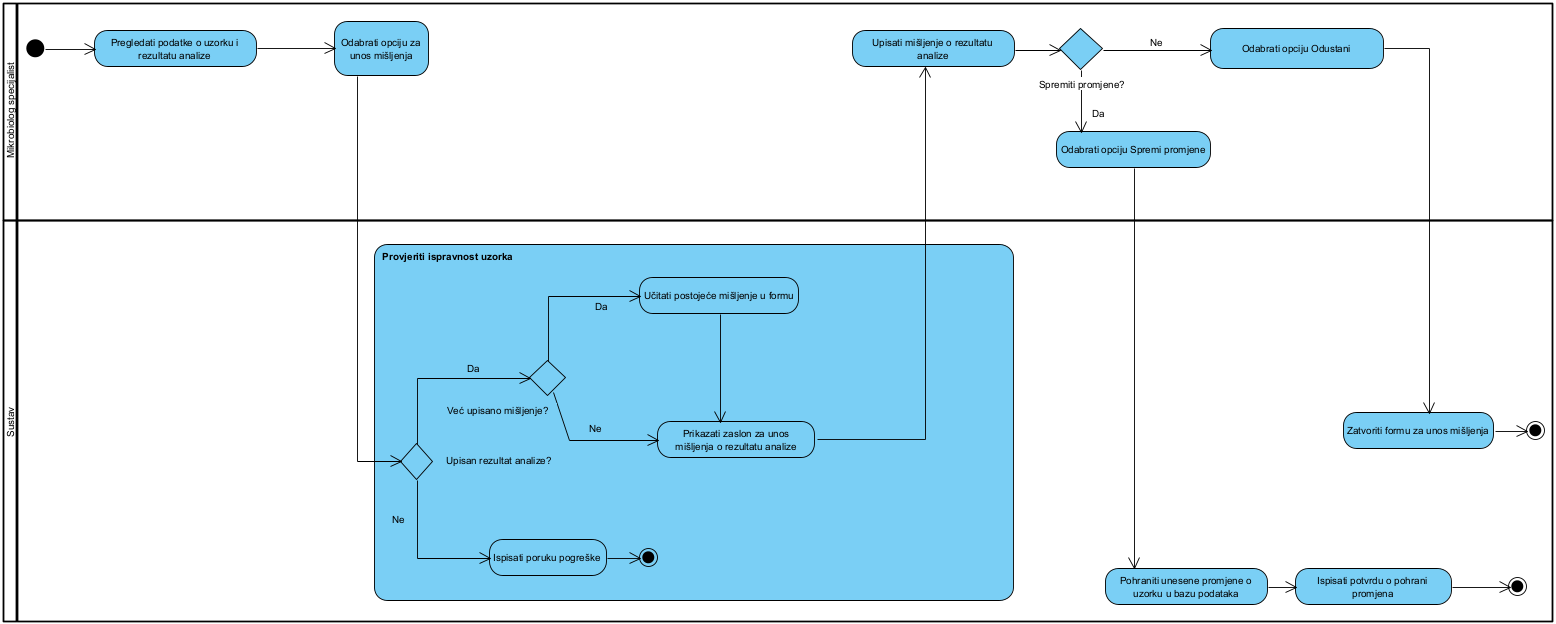 Mikrobiolog specijalist
Pregledati podatke o uzorku i
rezultatu analize
Odabrati opciju za
unos mišljenja
Upisati mišljenje o rezultatu
analize
Ne
Odabrati opciju Odustani
Spremiti promjene?
Da
Odabrati opciju Spremi promjene
Sustav
Provjeriti ispravnost uzorka
Učitati postojeće mišljenje u formu
Da
Da
Već upisano mišljenje?
Ne
Prikazati zaslon za unos
mišljenja o rezultatu analize
Upisan rezultat analize?
Ne
Ispisati poruku pogreške
Zatvoriti formu za unos mišljenja
Pohraniti unesene promjene o
uzorku u bazu podataka
Ispisati potvrdu o pohrani
promjena